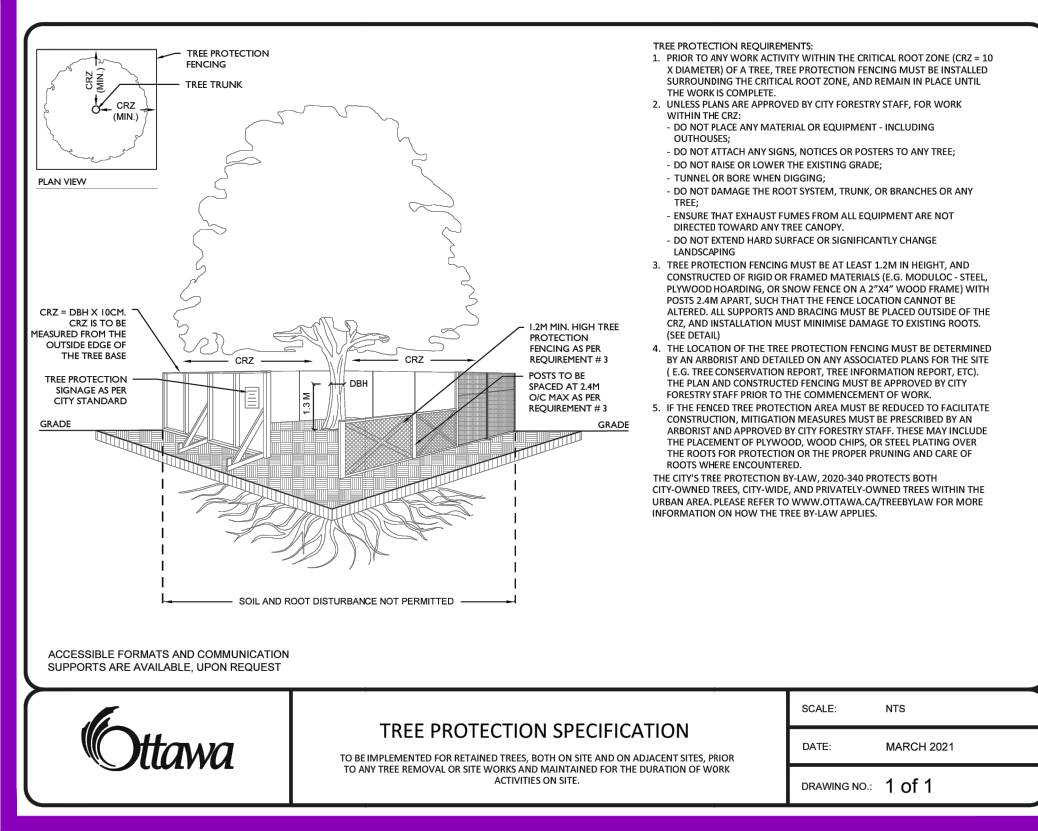 TREE PROTECTION
FENCING
TREE TRUNK
CRZ
(MIN.)
CRZ
(MIN.)
PLAN VIEW
CRZ = DBH X 10CM.
CRZ IS TO BE
MEASURED FROM THE
OUTSIDE EDGE OF
THE TREE BASE
TREE PROTECTION
SIGNAGE AS PER
CITY STANDARD
GRADE
CRZ
CRZ
DBH
1.3 M
1.2M MIN. HIGH TREE
PROTECTION
FENCING AS PER
REQUIREMENT # 3
POSTS TO BE
SPACED AT 2.4M
O/C MAX AS PER
REQUIREMENT # 3
GRADE
SOIL AND ROOT DISTURBANCE NOT PERMITTED
TREE PROTECTION REQUIREMENTS:
1. PRIOR TO ANY WORK ACTIVITY WITHIN THE CRITICAL ROOT ZONE (CRZ = 10
X DIAMETER) OF A TREE, TREE PROTECTION FENCING MUST BE INSTALLED
SURROUNDING THE CRITICAL ROOT ZONE, AND REMAIN IN PLACE UNTIL
THE WORK IS COMPLETE.
2. UNLESS PLANS ARE APPROVED BY CITY FORESTRY STAFF, FOR WORK
WITHIN THE CRZ:
- DO NOT PLACE ANY MATERIAL OR EQUIPMENT - INCLUDING
OUTHOUSES;
- DO NOT ATTACH ANY SIGNS, NOTICES OR POSTERS TO ANY TREE;
- DO NOT RAISE OR LOWER THE EXISTING GRADE;
- TUNNEL OR BORE WHEN DIGGING;
- DO NOT DAMAGE THE ROOT SYSTEM, TRUNK, OR BRANCHES OR ANY
TREE;
- ENSURE THAT EXHAUST FUMES FROM ALL EQUIPMENT ARE NOT
DIRECTED TOWARD ANY TREE CANOPY.
- DO NOT EXTEND HARD SURFACE OR SIGNIFICANTLY CHANGE
LANDSCAPING
3. TREE PROTECTION FENCING MUST BE AT LEAST 1.2M IN HEIGHT, AND
CONSTRUCTED OF RIGID OR FRAMED MATERIALS (E.G. MODULOC - STEEL,
PLYWOOD HOARDING, OR SNOW FENCE ON A 2"X4" WOOD FRAME) WITH
POSTS 2.4M APART, SUCH THAT THE FENCE LOCATION CANNOT BE
ALTERED. ALL SUPPORTS AND BRACING MUST BE PLACED OUTSIDE OF THE
CRZ, AND INSTALLATION MUST MINIMISE DAMAGE TO EXISTING ROOTS.
(SEE DETAIL)
4. THE LOCATION OF THE TREE PROTECTION FENCING MUST BE DETERMINED
BY AN ARBORIST AND DETAILED ON ANY ASSOCIATED PLANS FOR THE SITE
( E.G. TREE CONSERVATION REPORT, TREE INFORMATION REPORT, ETC).
THE PLAN AND CONSTRUCTED FENCING MUST BE APPROVED BY CITY
FORESTRY STAFF PRIOR TO THE COMMENCEMENT OF WORK.
5. IF THE FENCED TREE PROTECTION AREA MUST BE REDUCED TO FACILITATE
CONSTRUCTION, MITIGATION MEASURES MUST BE PRESCRIBED BY AN
ARBORIST AND APPROVED BY CITY FORESTRY STAFF. THESE MAY INCLUDE
THE PLACEMENT OF PLYWOOD, WOOD CHIPS, OR STEEL PLATING OVER
THE ROOTS FOR PROTECTION OR THE PROPER PRUNING AND CARE OF
ROOTS WHERE ENCOUNTERED.
THE CITY'S TREE PROTECTION BY-LAW, 2020-340 PROTECTS BOTH
CITY-OWNED TREES, CITY-WIDE, AND PRIVATELY-OWNED TREES WITHIN THE
URBAN AREA. PLEASE REFER TO WWW.OTTAWA.CA/TREEBYLAW FOR MORE
INFORMATION ON HOW THE TREE BY-LAW APPLIES.
ACCESSIBLE FORMATS AND COMMUNICATION
SUPPORTS ARE AVAILABLE, UPON REQUEST
Ottawa
TREE PROTECTION SPECIFICATION
TO BE IMPLEMENTED FOR RETAINED TREES, BOTH ON SITE AND ON ADJACENT SITES, PRIOR
TO ANY TREE REMOVAL OR SITE WORKS AND MAINTAINED FOR THE DURATION OF WORK
ACTIVITIES ON SITE.
SCALE: NTS
DATE: MARCH 2021
DRAWING NO.: 1 of 1